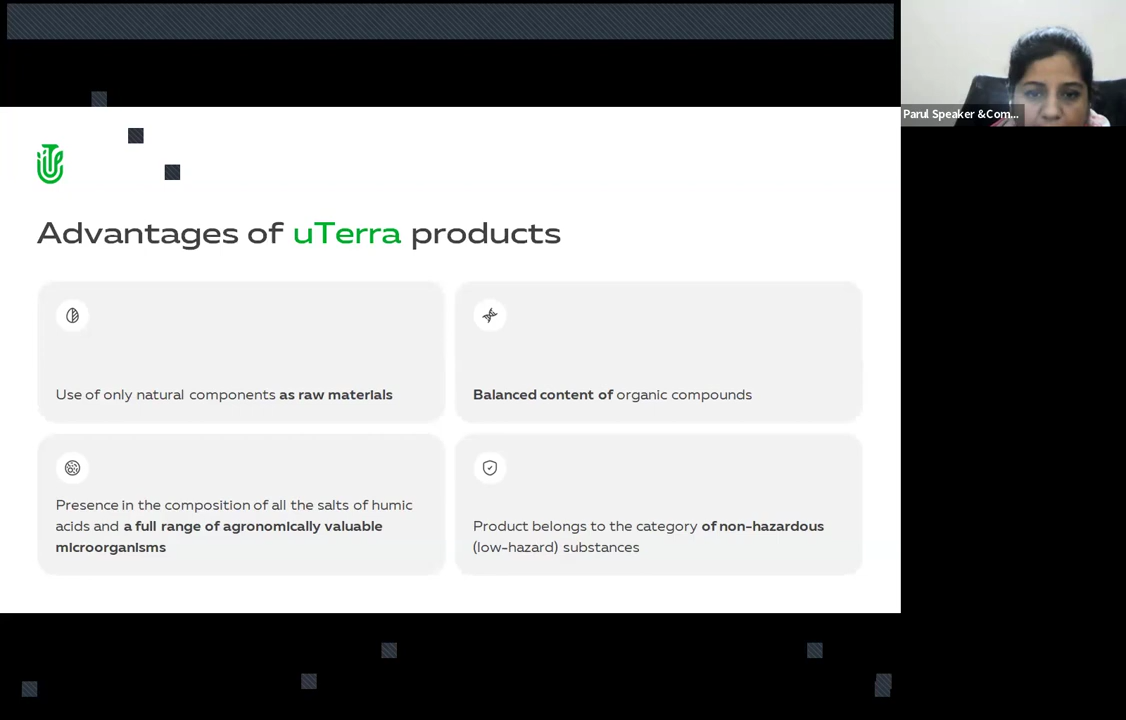 Parul Speaker &Com...
Advantages of uTerra products
Use of only natural components as raw materials
Balanced content of organic compounds
Presence in the composition of all the salts of humic
acids and a full range of agronomically valuable
microorganisms
Product belongs to the category of non-hazardous
(low-hazard) substances